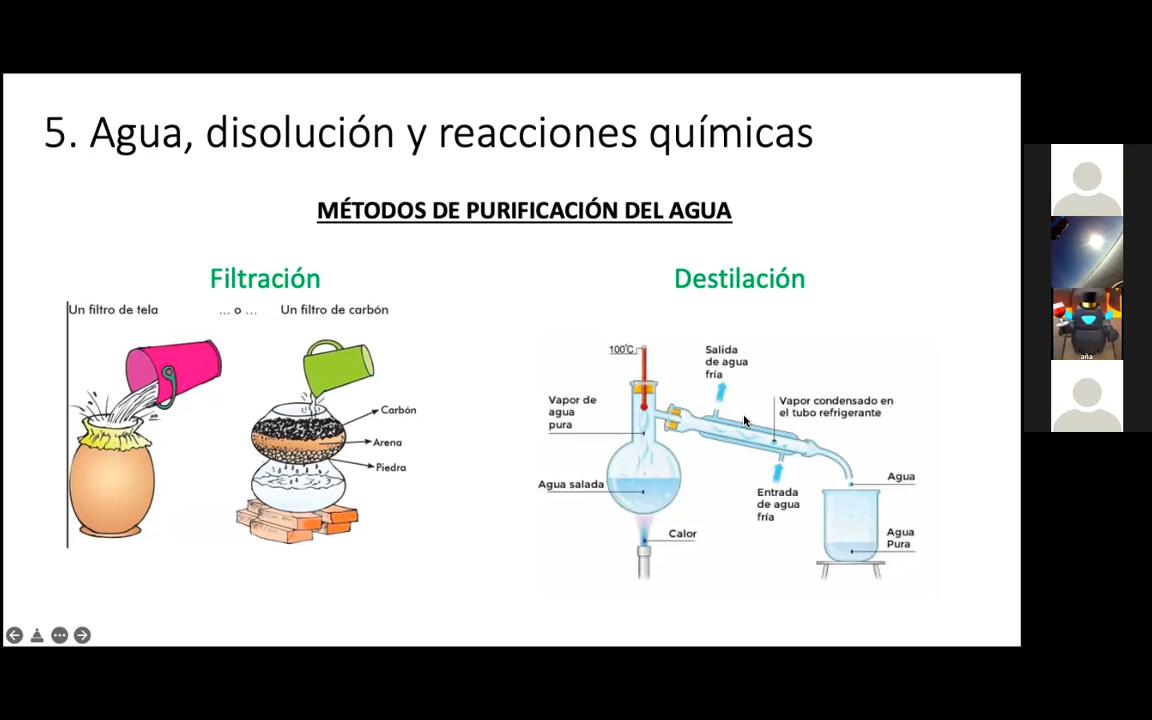 5. Agua, disolución y reacciones químicas
MÉTODOS DE PURIFICACIÓN DEL AGUA
Filtración
Un filtro de tela
... o ...
Un filtro de carbón
Carbón
Arena
Piedra
Destilación
100°C
Salida
de agua
fría
Vapor de
agua
pura
Vapor condensado en
el tubo refrigerante
Agua salada
Entrada
de agua
fría
Calor
Agua
Agua
Pura
aña